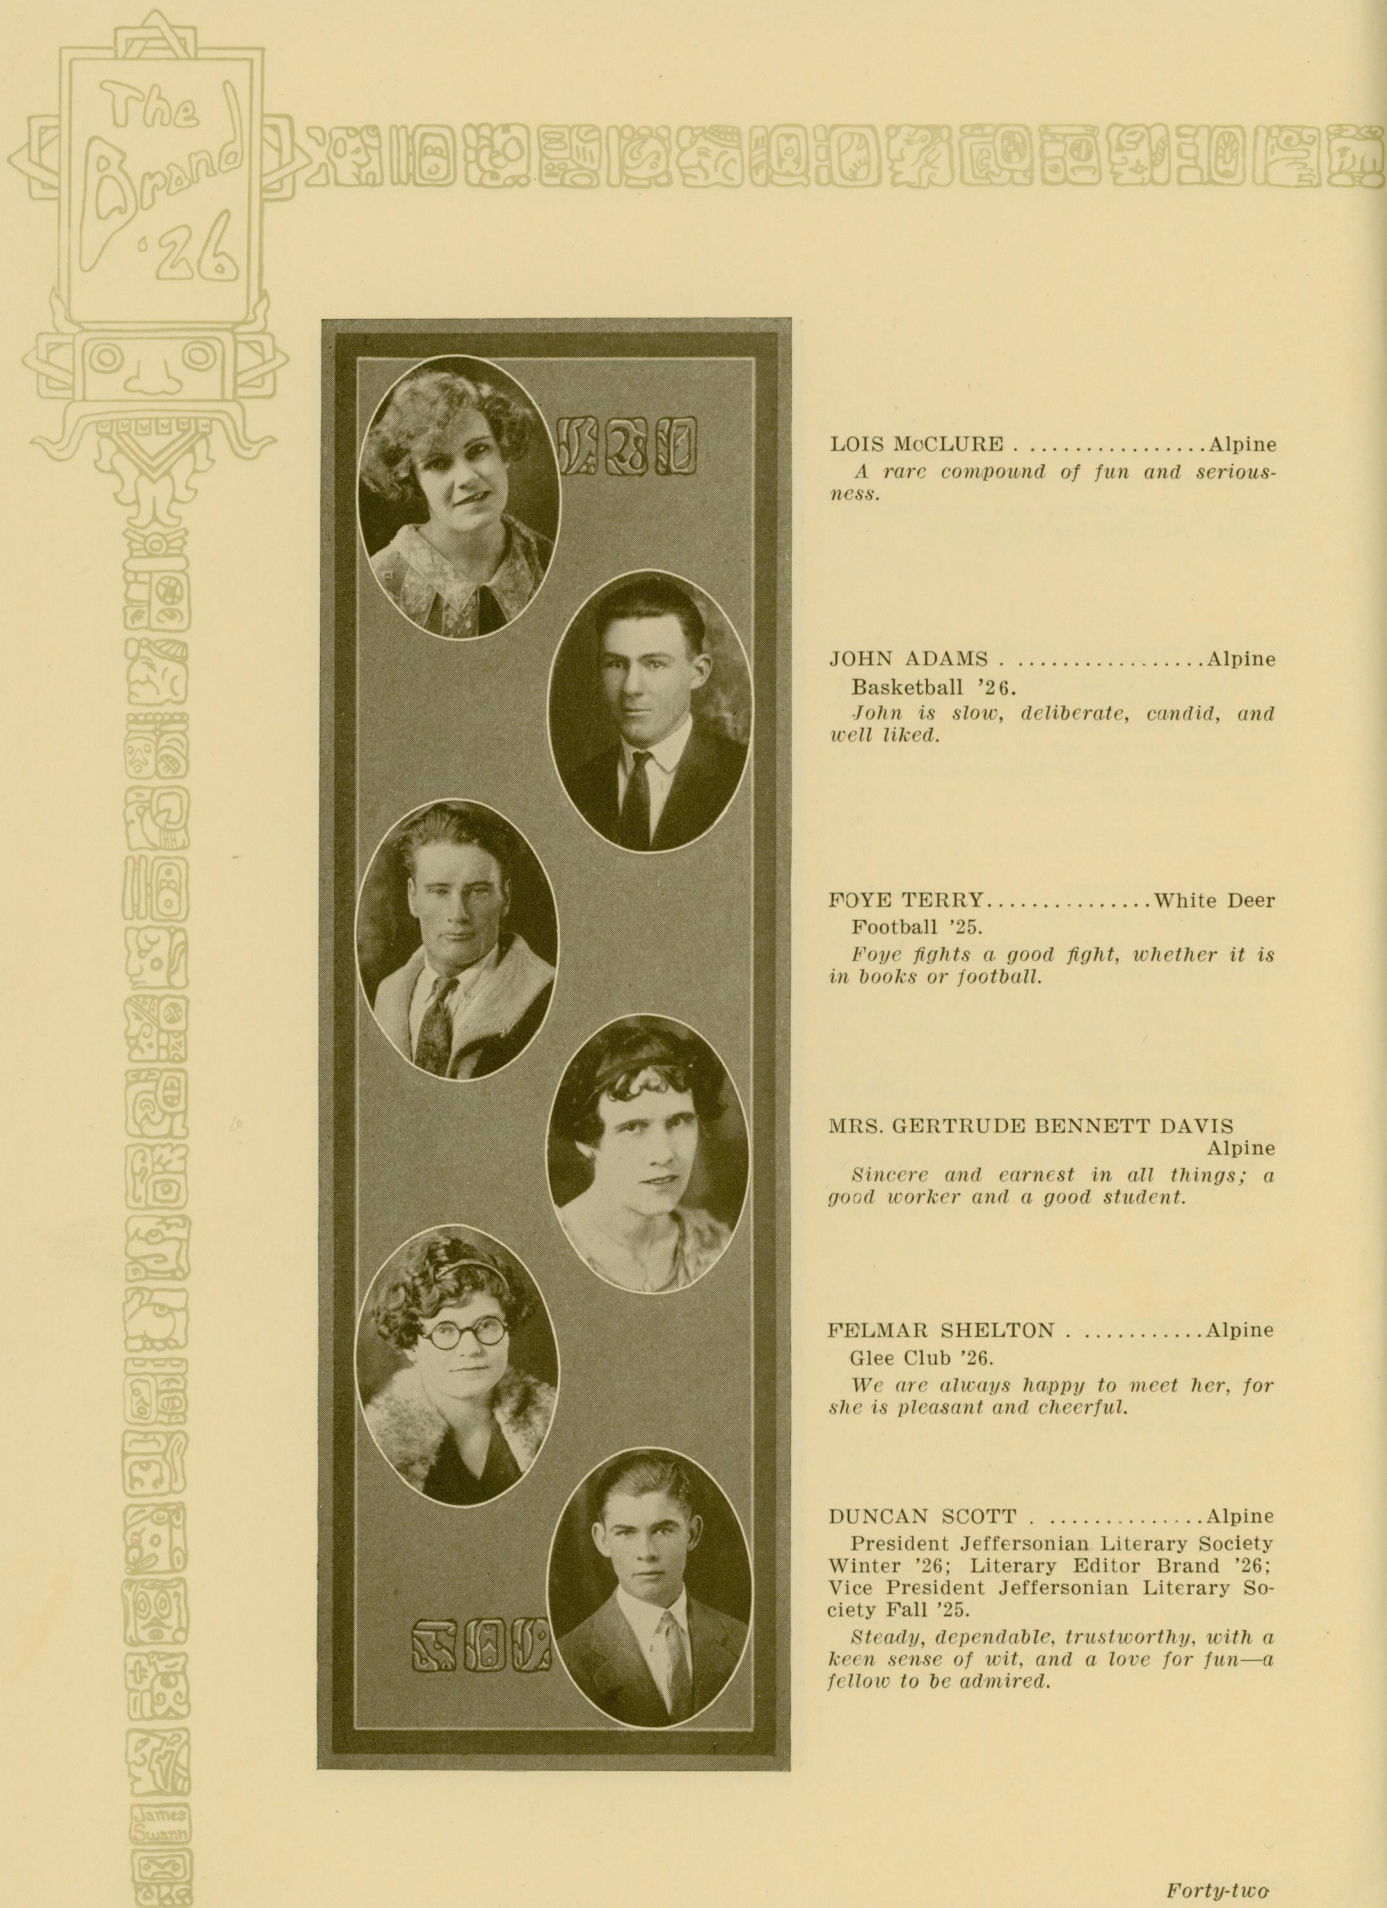 The
Brand
'26
LOIS McCLURE . ................Alpine
A rare compound of fun and serious-
ness.
JOHN ADAMS . .................Alpine
Basketball '26.
John is slow, deliberate, candid, and
well liked.
FOYE TERRY...............White Deer
Football '25.
Foye fights a good fight, whether it is
in books or football.
MRS. GERTRUDE BENNETT DAVIS
Alpine
Sincere and earnest in all things; a
good worker and a good student.
FELMAR SHELTON . ............Alpine
Glee Club '26.
We are always happy to meet her, for
she is pleasant and cheerful.
DUNCAN SCOTT . ..............Alpine
President Jeffersonian Literary Society
Winter '26; Literary Editor Brand '26;
Vice President Jeffersonian Literary So-
ciety Fall '25.
Steady, dependable, trustworthy, with a
keen sense of wit, and a love for fun—a
fellow to be admired.
James
Swann
Forty-two